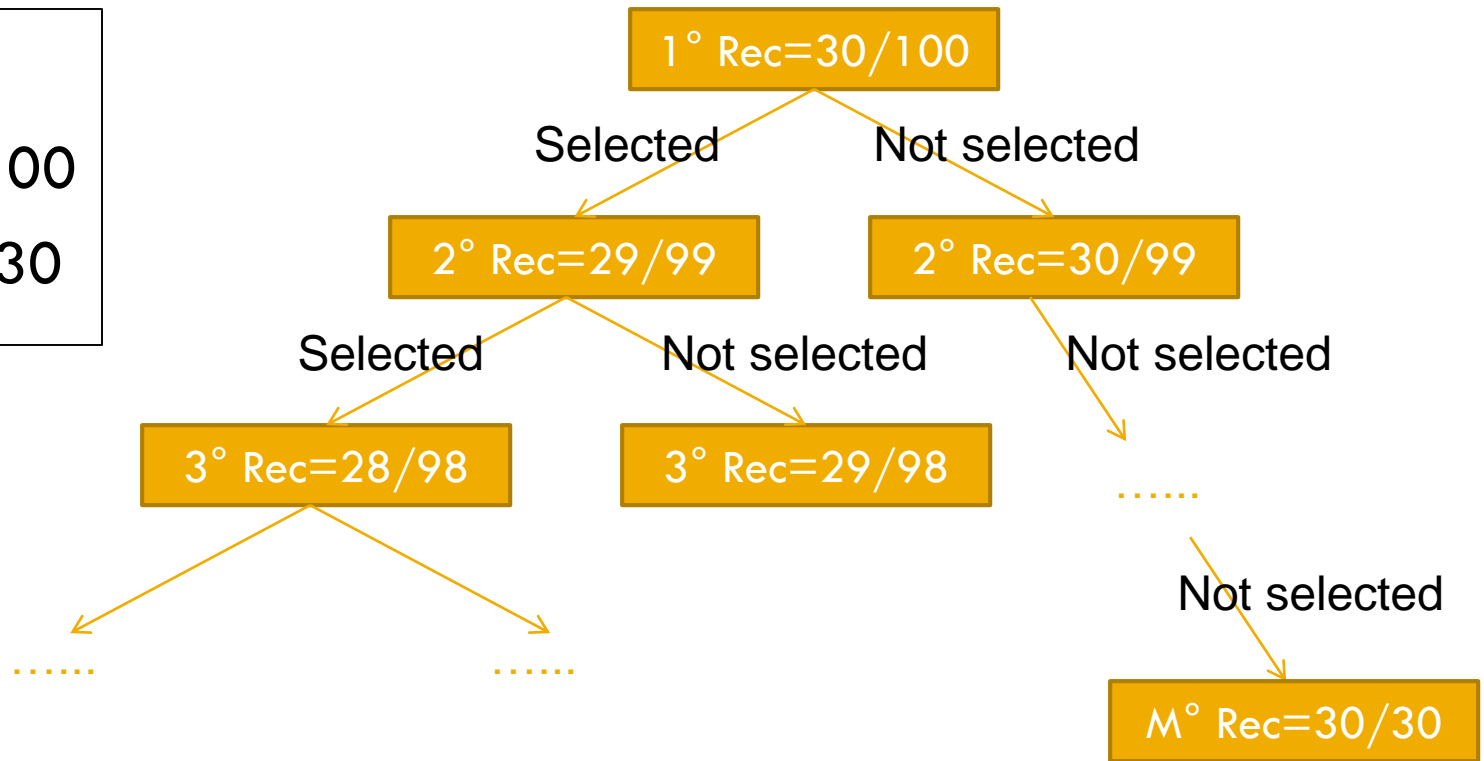 1° Rec=30/100
Selected
Not selected
00
30
2° Rec=29/99
2° Rec=30/99
Selected
Not selected
Not selected
3° Rec=28/98
3° Rec=29/98
......
Not selected
......
......
M° Rec=30/30